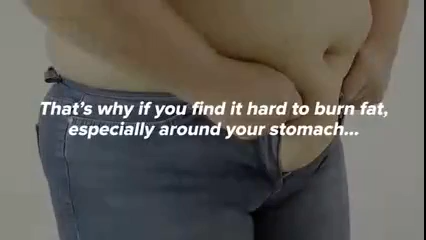 That's why if you find it hard to burn fat,
especially around your stomach...